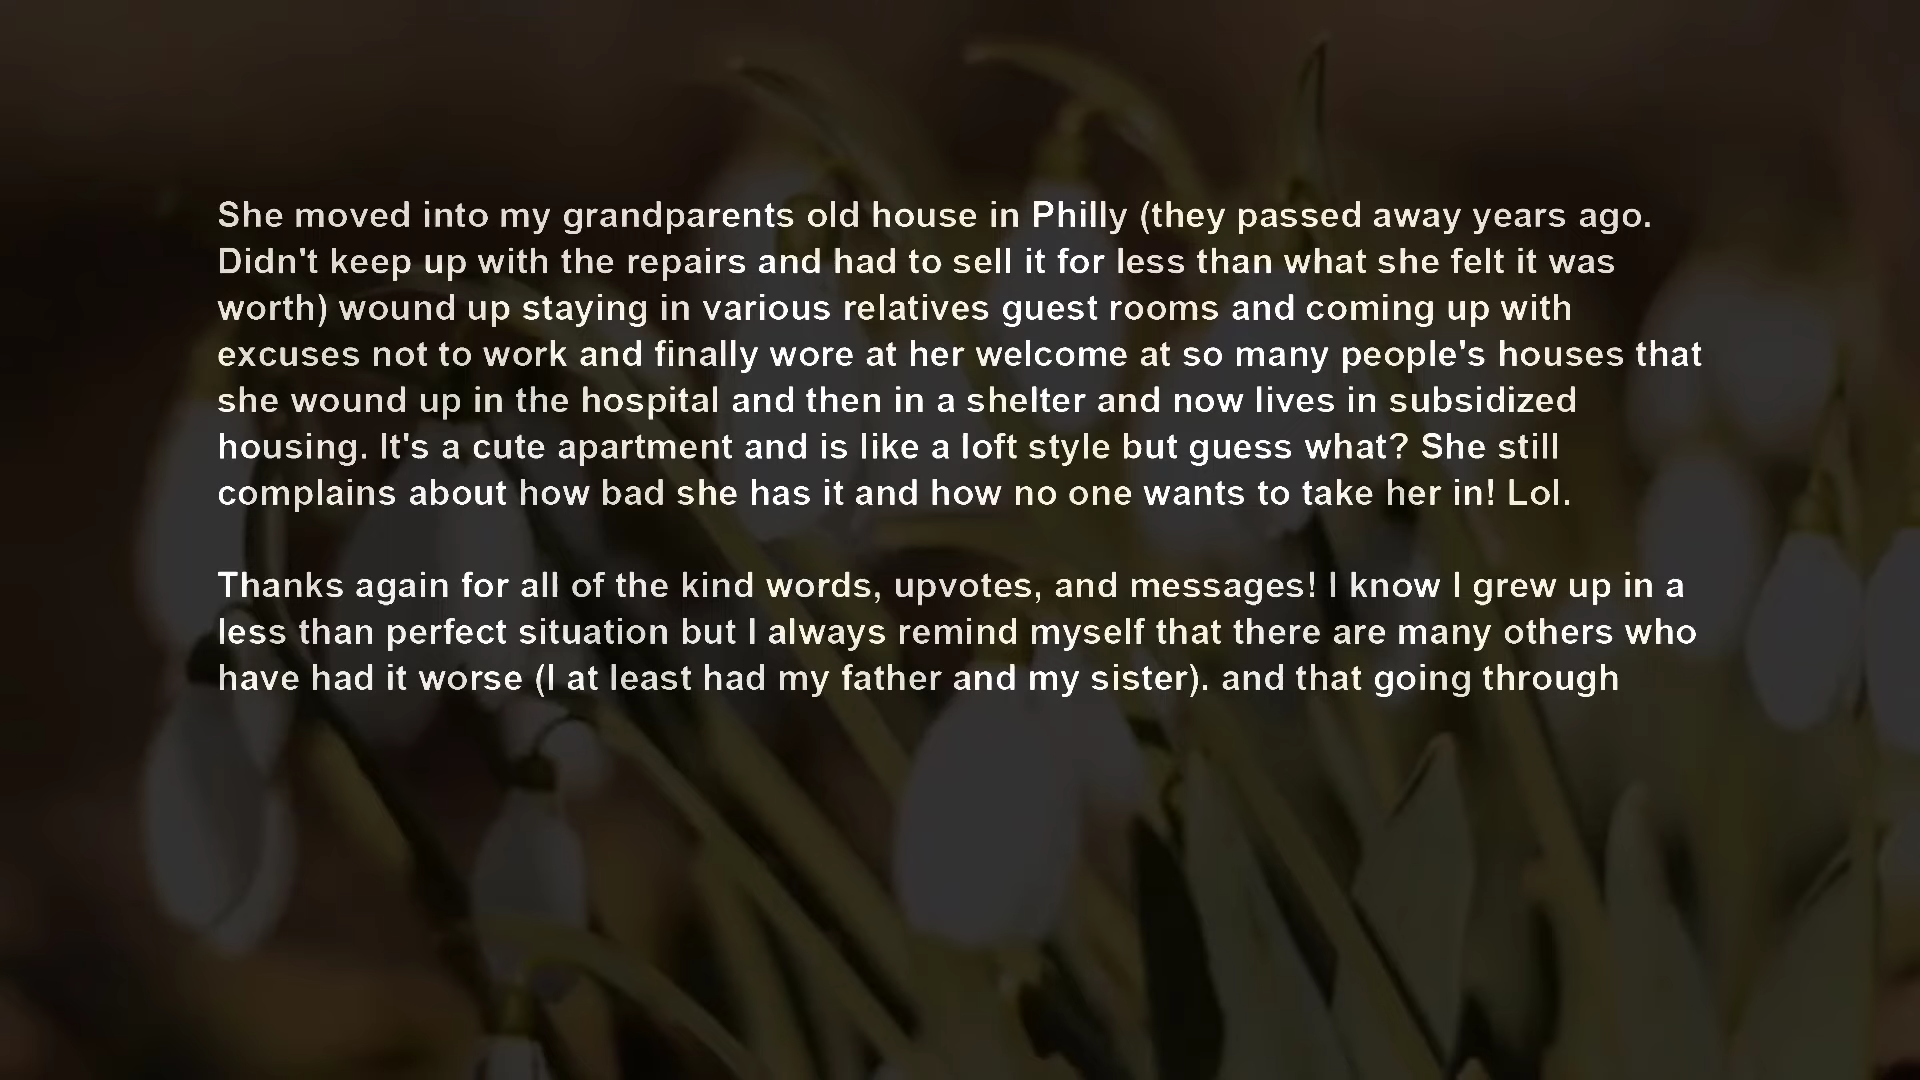 She moved into my grandparents old house in Philly (they passed away years ago.
Didn't keep up with the repairs and had to sell it for less than what she felt it was
worth) wound up staying in various relatives guest rooms and coming up with
excuses not to work and finally wore at her welcome at so many people's houses that
she wound up in the hospital and then in a shelter and now lives in subsidized
housing. It's a cute apartment and is like a loft style but guess what? She still
complains about how bad she has it and how no one wants to take her in! Lol.
Thanks again for all of the kind words, upvotes, and messages! I know I grew up in a
less than perfect situation but I always remind myself that there are many others who
have had it worse (I at least had my father and my sister). and that going through